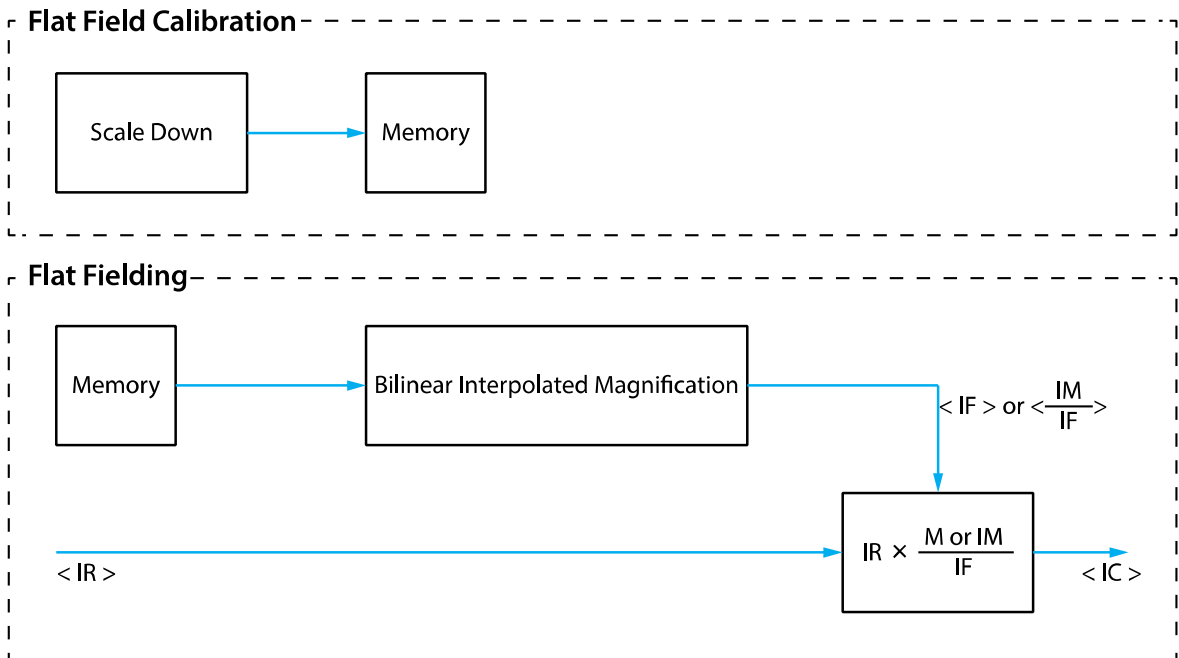 Flat Field Calibration
Scale Down
Memory
Flat Fielding
Memory
Bilinear Interpolated Magnification
< IF > or < IM / IF >
IR × M or IM / IF
< IR >
< IC >